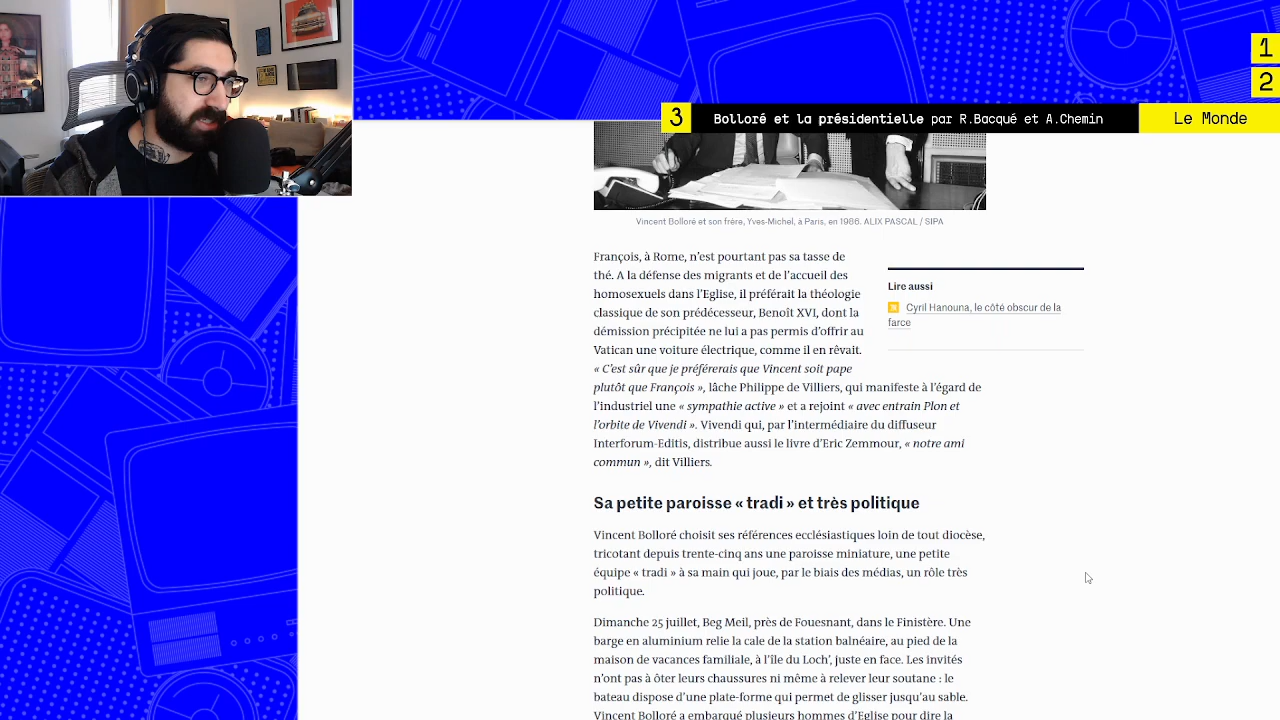 1
2
3 Bolloré et la présidentielle par R.Bacqué et A.Chemin Le Monde
Vincent Bolloré et son frère, Yves-Michel, à Paris, en 1986. ALIX PASCAL / SIPA
François, à Rome, n’est pourtant pas sa tasse de
thé. A la défense des migrants et de l’accueil des
homosexuels dans l’Eglise, il préférait la théologie
classique de son prédécesseur, Benoît XVI, dont la
démission précipitée ne lui a pas permis d’offrir au
Vatican une voiture électrique, comme il en rêvait.
« C’est sûr que je préférerais que Vincent soit pape
plutôt que François », lâche Philippe de Villiers, qui manifeste à l’égard de
l’industriel une « sympathie active » et a rejoint « avec entrain Plon et
l’orbite de Vivendi ». Vivendi qui, par l’intermédiaire du diffuseur
Interforum-Editis, distribue aussi le livre d’Eric Zemmour, « notre ami
commun », dit Villiers.
Lire aussi
Cyril Hanouna, le côté obscur de la
farce
Sa petite paroisse « tradi » et très politique
Vincent Bolloré choisit ses références ecclésiastiques loin de tout diocèse,
tricotant depuis trente-cinq ans une paroisse miniature, une petite
équipe « tradi » à sa main qui joue, par le biais des médias, un rôle très
politique.
Dimanche 25 juillet, Beg Meil, près de Fouesnant, dans le Finistère. Une
barge en aluminium relie la cale de la station balnéaire, au pied de la
maison de vacances familiale, à l’île du Loch’, juste en face. Les invités
n’ont pas à ôter leurs chaussures ni même à relever leur soutane : le
bateau dispose d’une plate-forme qui permet de glisser jusqu’au sable.
Vincent Bolloré a embarqué plusieurs hommes d’Eglise pour dire la